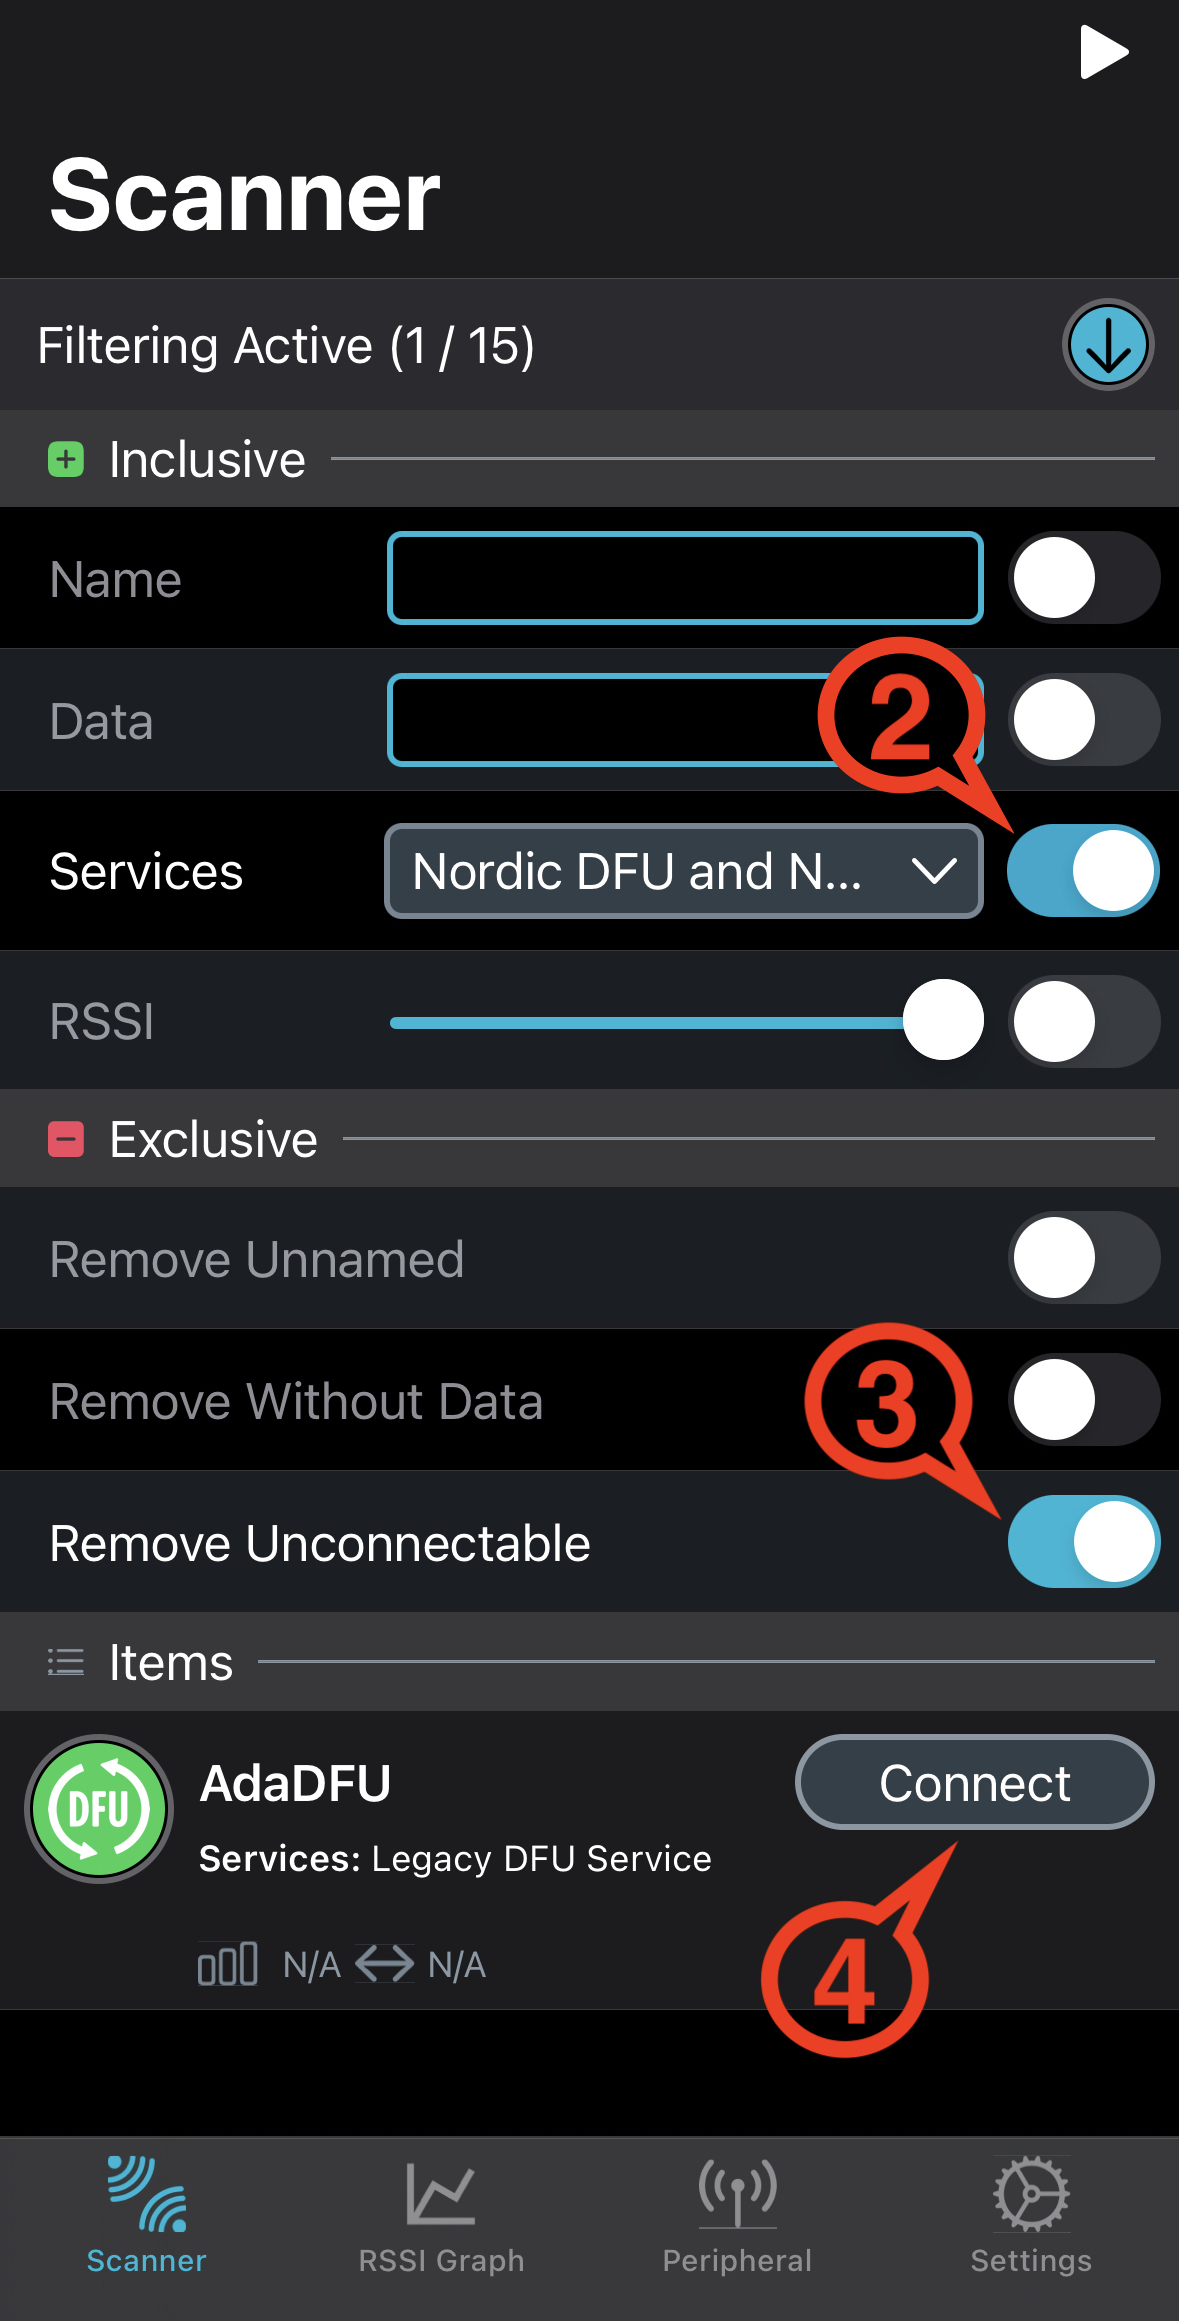 Scanner
Filtering Active (1 / 15)
Inclusive
Name
Data
2
Services Nordic DFU and N...
RSSI
Exclusive
Remove Unnamed
Remove Without Data
3
Remove Unconnectable
Items
DFU
AdaDFU
Connect
Services: Legacy DFU Service
N/A N/A
4
Scanner RSSI Graph Peripheral Settings